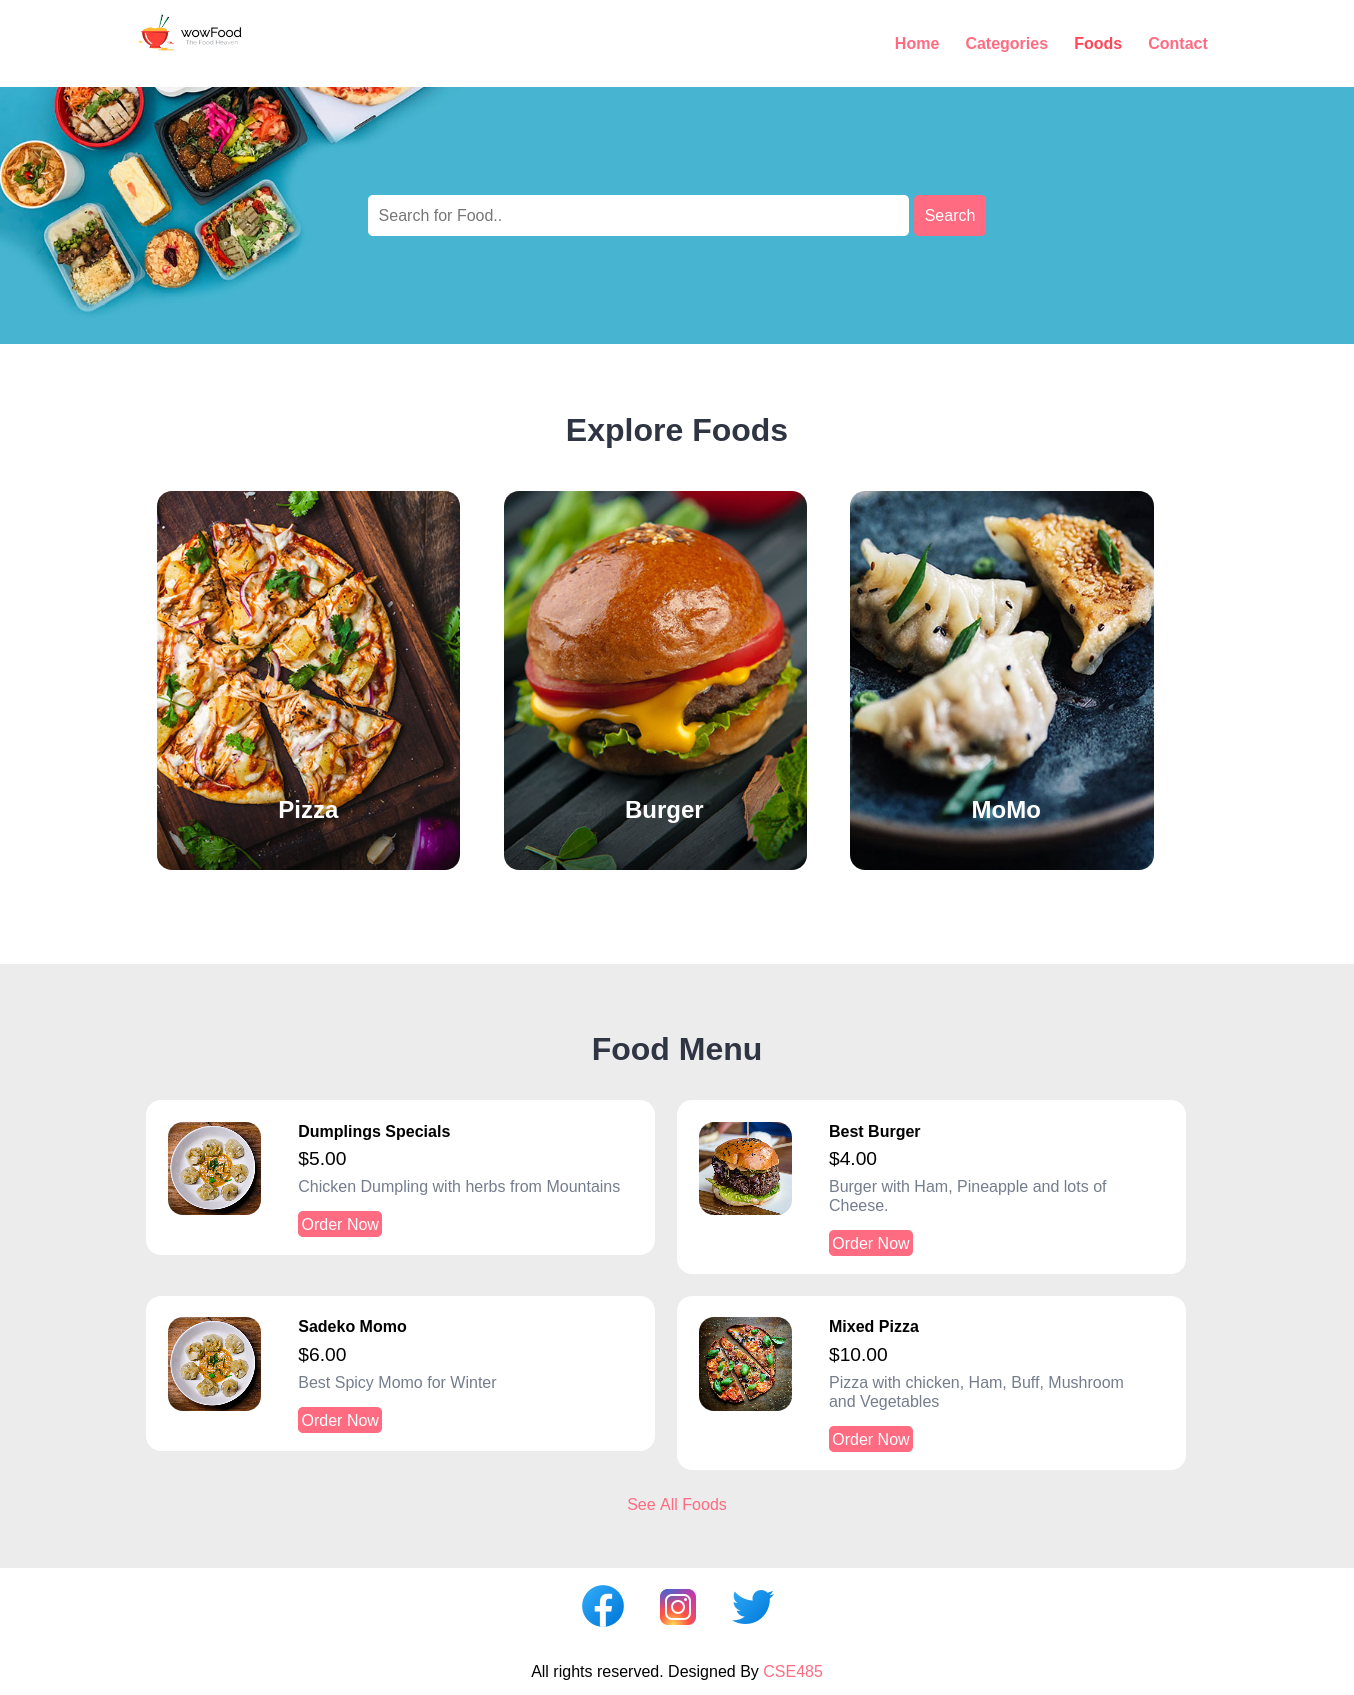 wowFood
The Food Heaven
Home Categories Foods Contact
Search for Food.. Search
Explore Foods
Pizza
Burger
MoMo
Food Menu
Dumplings Specials
$5.00
Chicken Dumpling with herbs from Mountains
Order Now
Best Burger
$4.00
Burger with Ham, Pineapple and lots of
Cheese.
Order Now
Sadeko Momo
$6.00
Best Spicy Momo for Winter
Order Now
Mixed Pizza
$10.00
Pizza with chicken, Ham, Buff, Mushroom
and Vegetables
Order Now
See All Foods
All rights reserved. Designed By CSE485